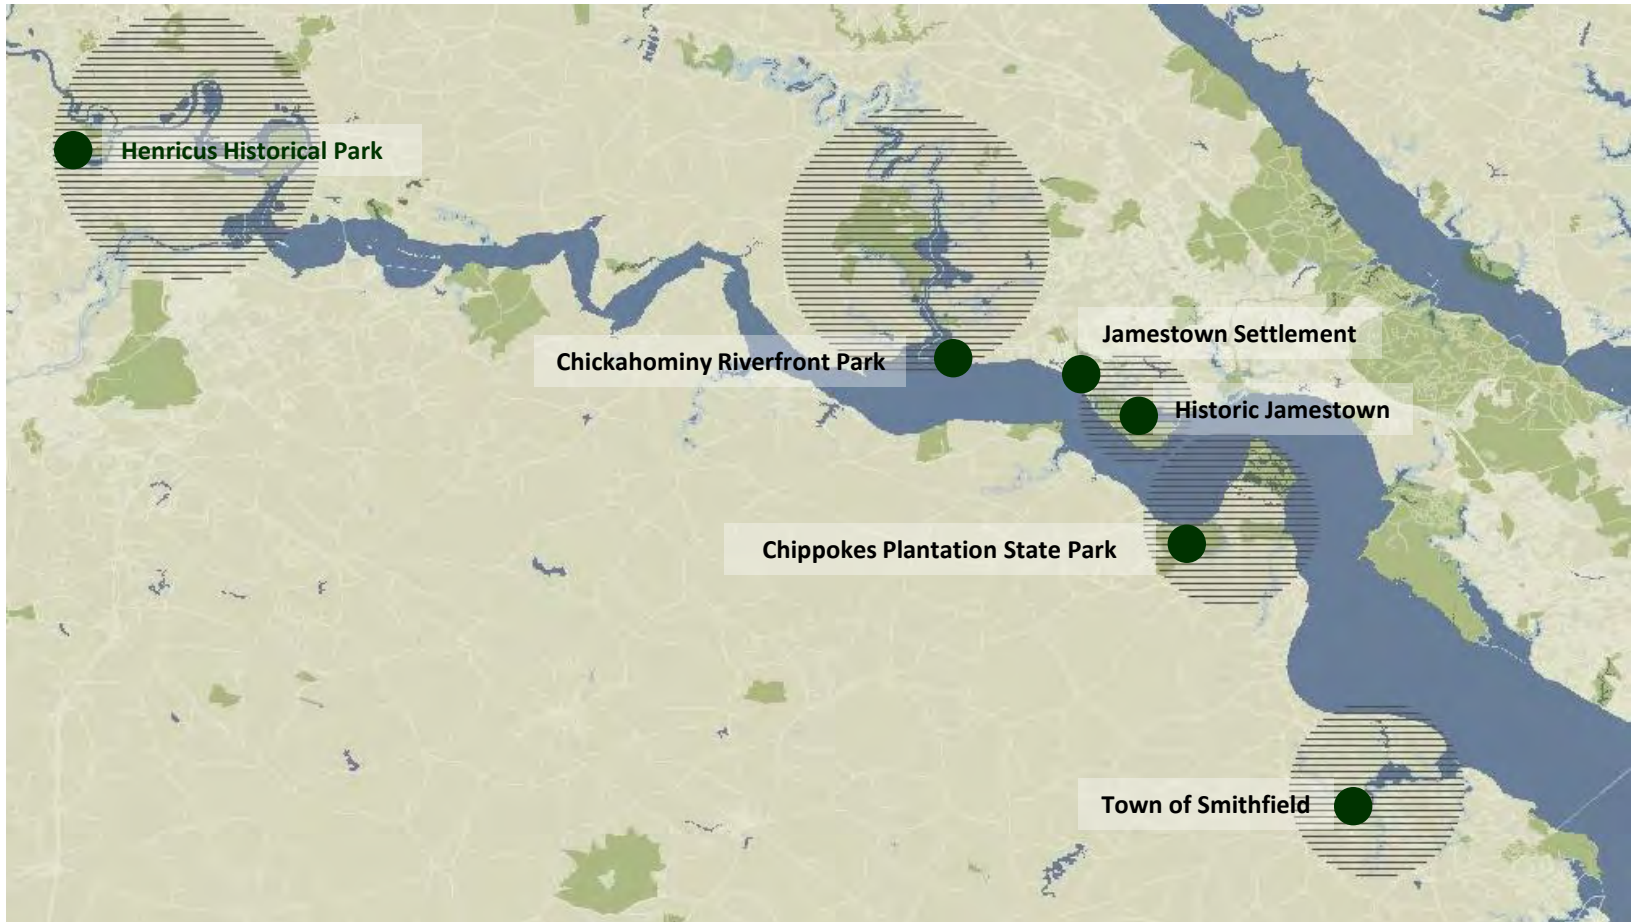 Henricus Historical Park
Jamestown Settlement
Chickahominy Riverfront Park
Historic Jamestown
Chippokes Plantation State Park
Town of Smithfield